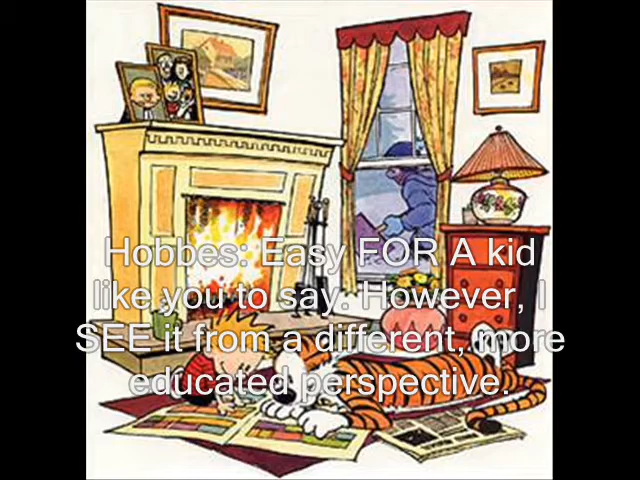 Hobbes: Easy FOR A kid
like you to say. However, I
SEE it from a different, more
educated perspective.